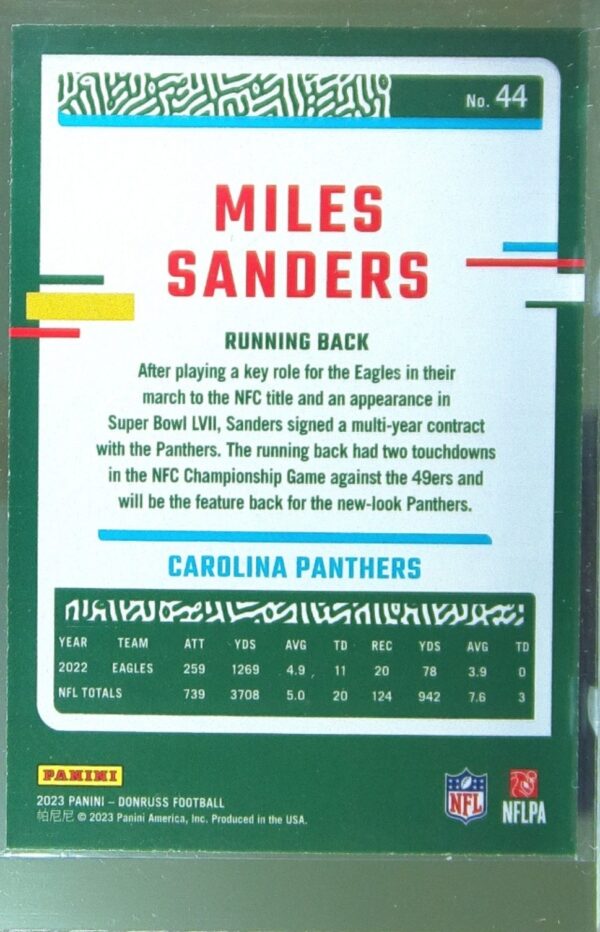 No. 44
MILES
SANDERS
RUNNING BACK
After playing a key role for the Eagles in their
march to the NFC title and an appearance in
Super Bowl LVII, Sanders signed a multi-year contract
with the Panthers. The running back had two touchdowns
in the NFC Championship Game against the 49ers and
will be the feature back for the new-look Panthers.
CAROLINA PANTHERS
YEAR TEAM ATT YDS AVG TD REC YDS AVG TD
2022 EAGLES 259 1269 4.9 11 20 78 3.9 0
NFL TOTALS 739 3708 5.0 20 124 942 7.6 3
PANINI
2023 PANINI – DONRUSS FOOTBALL
帕尼尼 © 2023 Panini America, Inc. Produced in the USA.
NFL
NFLPA